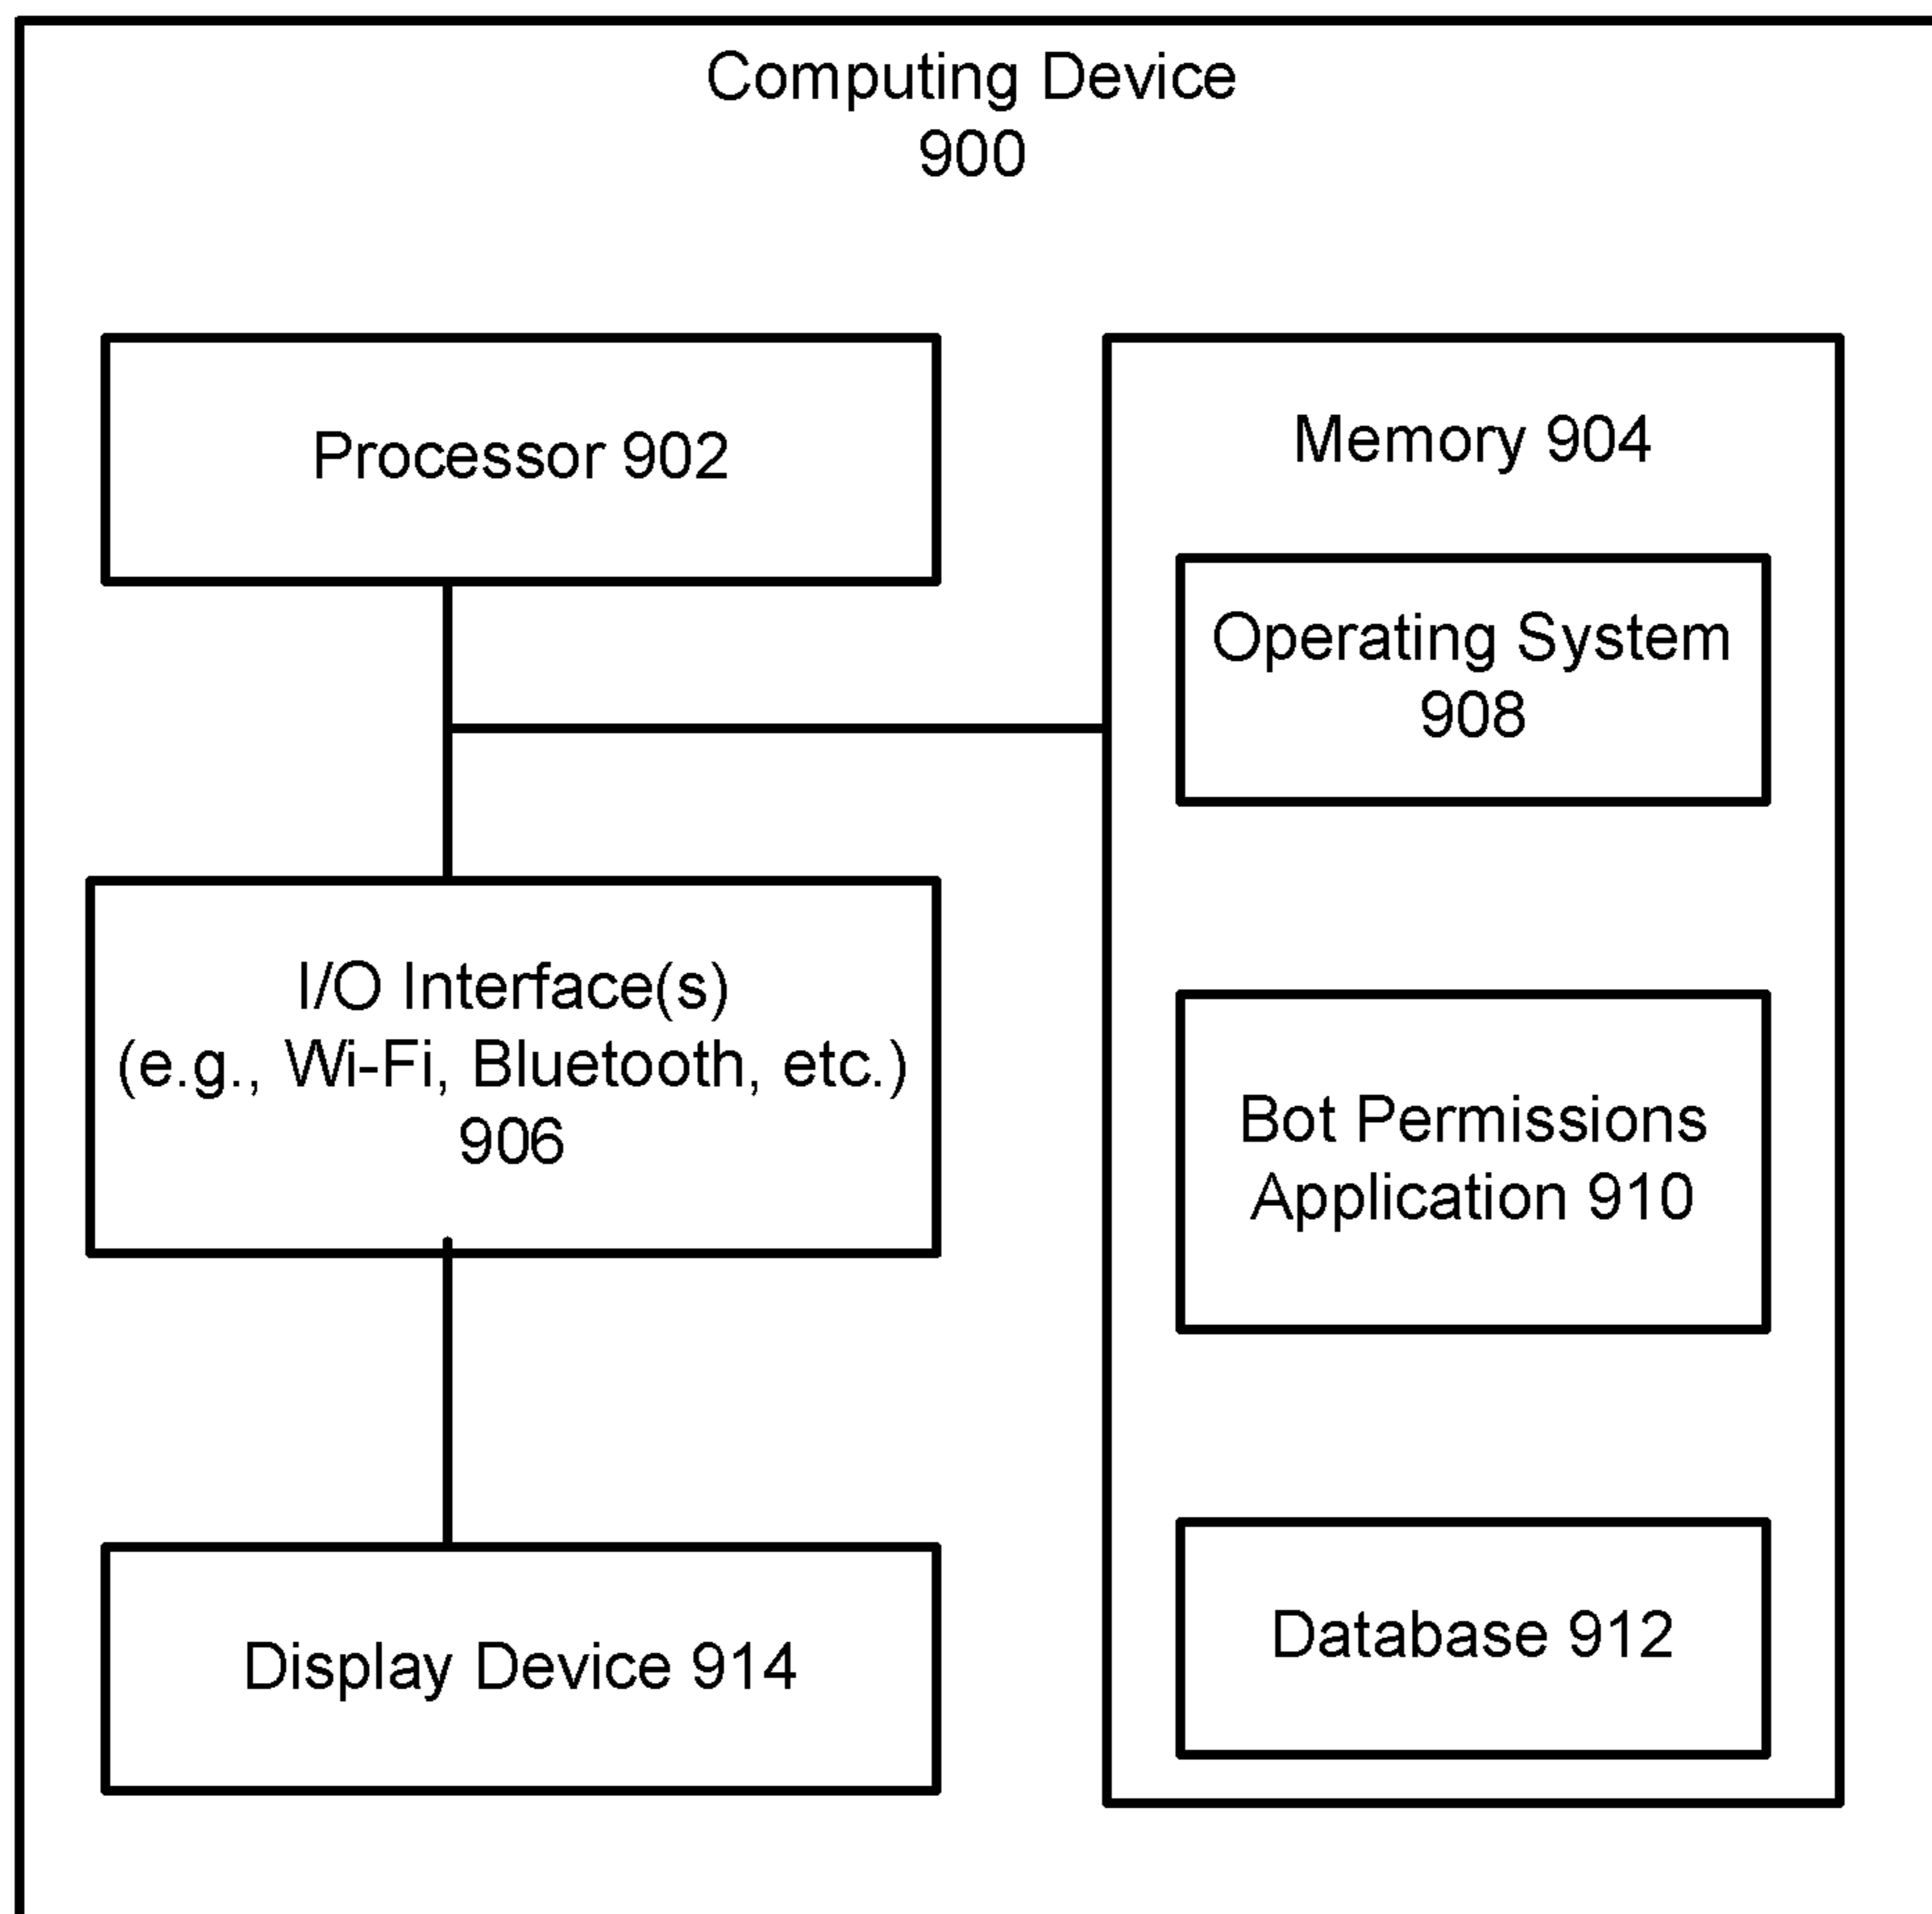 Computing Device
900
Processor 902
Memory 904
Operating System
908
I/O Interface(s)
(e.g., Wi-Fi, Bluetooth, etc.)
906
Bot Permissions
Application 910
Display Device 914
Database 912